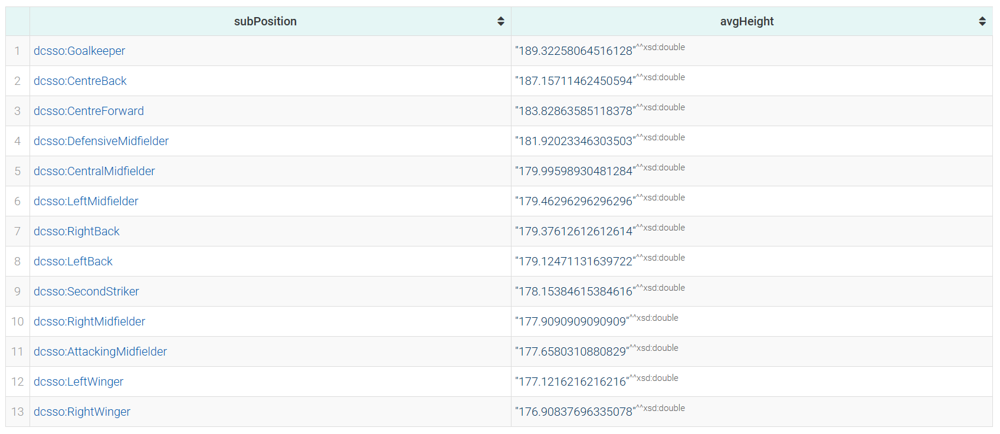 subPosition avgHeight
1 dcsso:Goalkeeper "189.32258064516128"^^xsd:double
2 dcsso:CentreBack "187.15711462450594"^^xsd:double
3 dcsso:CentreForward "183.82863585118378"^^xsd:double
4 dcsso:DefensiveMidfielder "181.92023346303503"^^xsd:double
5 dcsso:CentralMidfielder "179.99598930481284"^^xsd:double
6 dcsso:LeftMidfielder "179.46296296296296"^^xsd:double
7 dcsso:RightBack "179.37612612612614"^^xsd:double
8 dcsso:LeftBack "179.12471131639722"^^xsd:double
9 dcsso:SecondStriker "178.15384615384616"^^xsd:double
10 dcsso:RightMidfielder "177.9090909090909"^^xsd:double
11 dcsso:AttackingMidfielder "177.6580310880829"^^xsd:double
12 dcsso:LeftWinger "177.1216216216216"^^xsd:double
13 dcsso:RightWinger "176.90837696335078"^^xsd:double